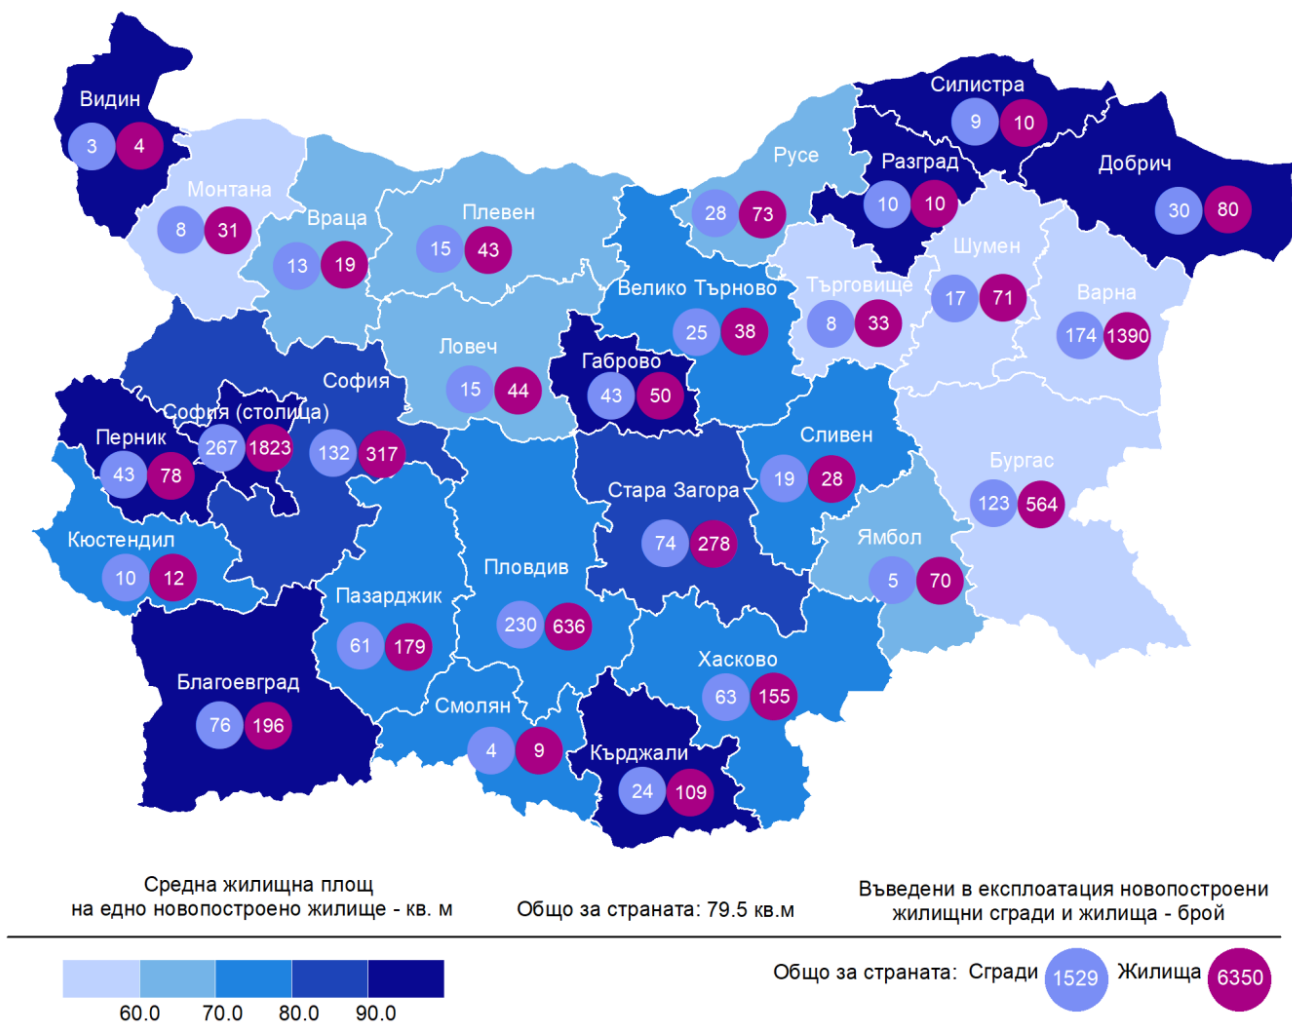 Видин
3 4
Монтана
8 31
Враца
13 19
Плевен
15 43
Ловеч
15 44
Велико Търново
25 38
Габрово
43 50
Русе
28 73
Силистра
9 10
Разград
10 10
Добрич
30 80
Търговище
8 33
Шумен
17 71
Варна
174 1390
София
132 317
София (столица)
267 1823
Перник
43 78
Кюстендил
10 12
Благоевград
76 196
Пазарджик
61 179
Пловдив
230 636
Смолян
4 9
Стара Загора
74 278
Сливен
19 28
Бургас
123 564
Ямбол
5 70
Хасково
63 155
Кърджали
24 109
Средна жилищна площ
на едно новопостроено жилище - кв. м
Общо за страната: 79.5 кв.м
Въведени в експлоатация новопостроени
жилищни сгради и жилища - брой
60.0 70.0 80.0 90.0
Общо за страната: Сгради 1529 Жилища 6350